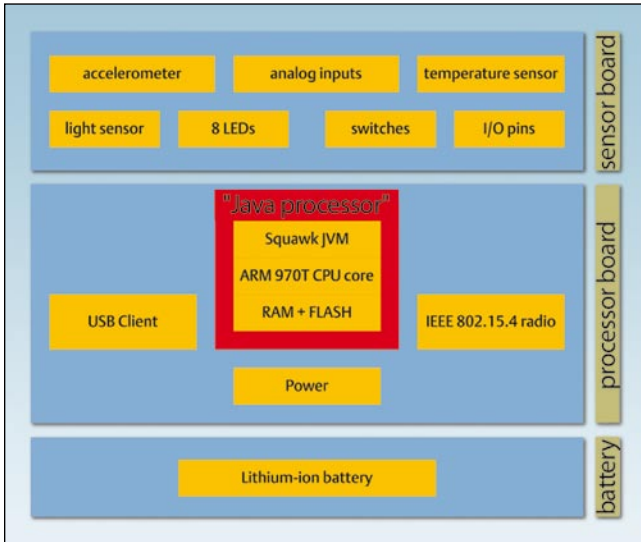 accelerometer
analog inputs
temperature sensor
light sensor
8 LEDs
switches
I/O pins
sensor board
"Java processor"
Squawk JVM
ARM 970T CPU core
RAM + FLASH
USB Client
IEEE 802.15.4 radio
Power
processor board
Lithium-ion battery
battery